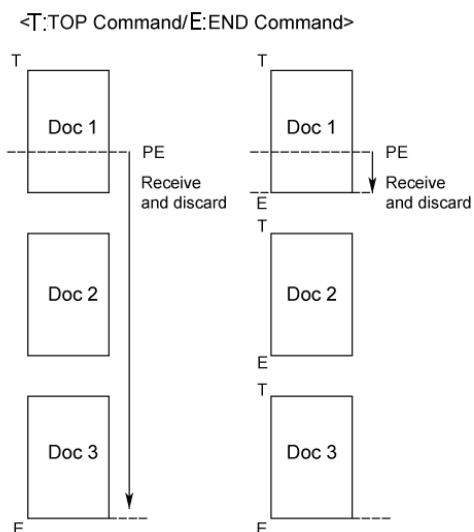 <T:TOP Command/E:END Command>
T
Doc 1
PE
Receive
and discard
Doc 2
Doc 3
E
T
Doc 1
PE
Receive
and discard
E
T
Doc 2
E
T
Doc 3
E